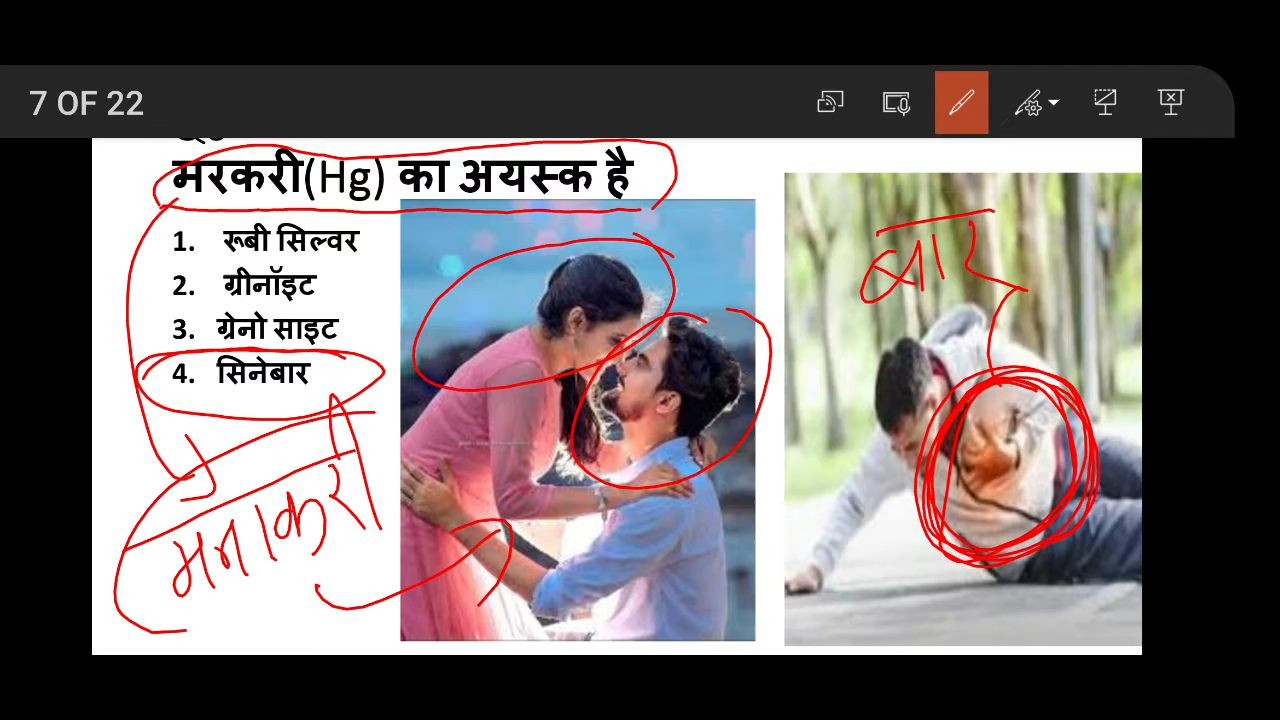 7 OF 22
मरकरी(Hg) का अयस्क है
1. रूबी सिल्वर
2. ग्रीनॉइट
3. ग्रेनो साइट
4. सिनेबार
वार
मनाकरी